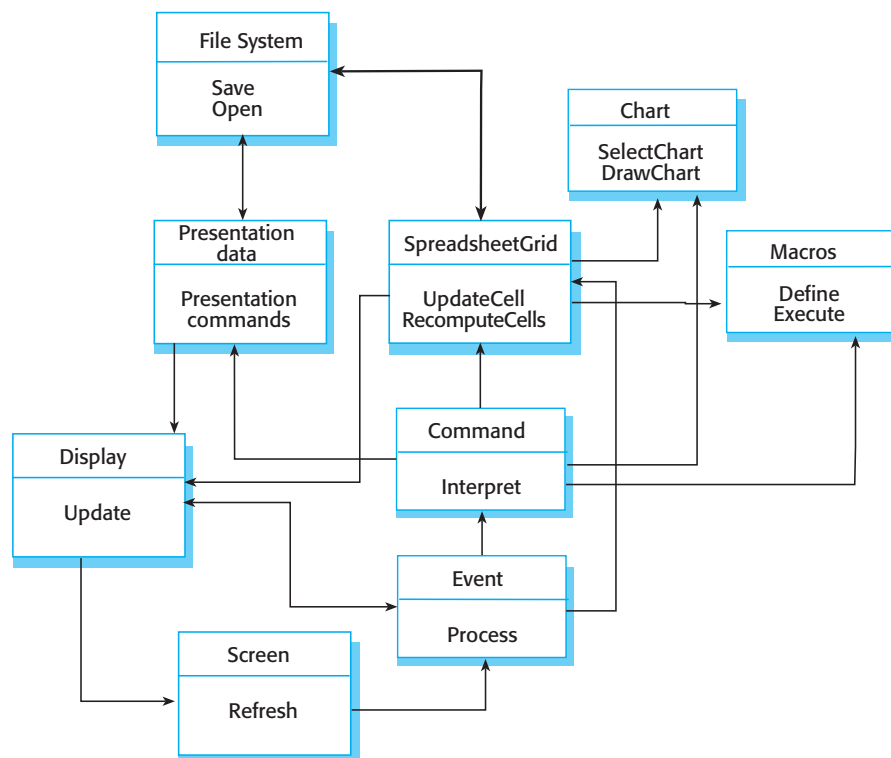 File System
Save
Open
Chart
SelectChart
DrawChart
Presentation
data
Presentation
commands
SpreadsheetGrid
UpdateCell
RecomputeCells
Macros
Define
Execute
Display
Update
Command
Interpret
Event
Process
Screen
Refresh